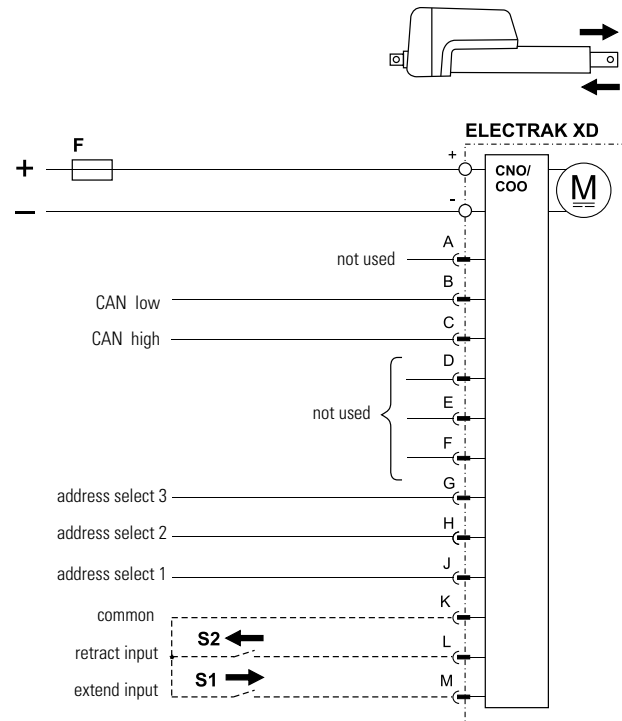 ELECTRAK XD
F
+
+
CNO/
COO
M
–
-
A
not used
B
CAN low
C
CAN high
D
E
not used
F
G
address select 3
H
address select 2
J
address select 1
K
common
S2
L
retract input
S1
M
extend input